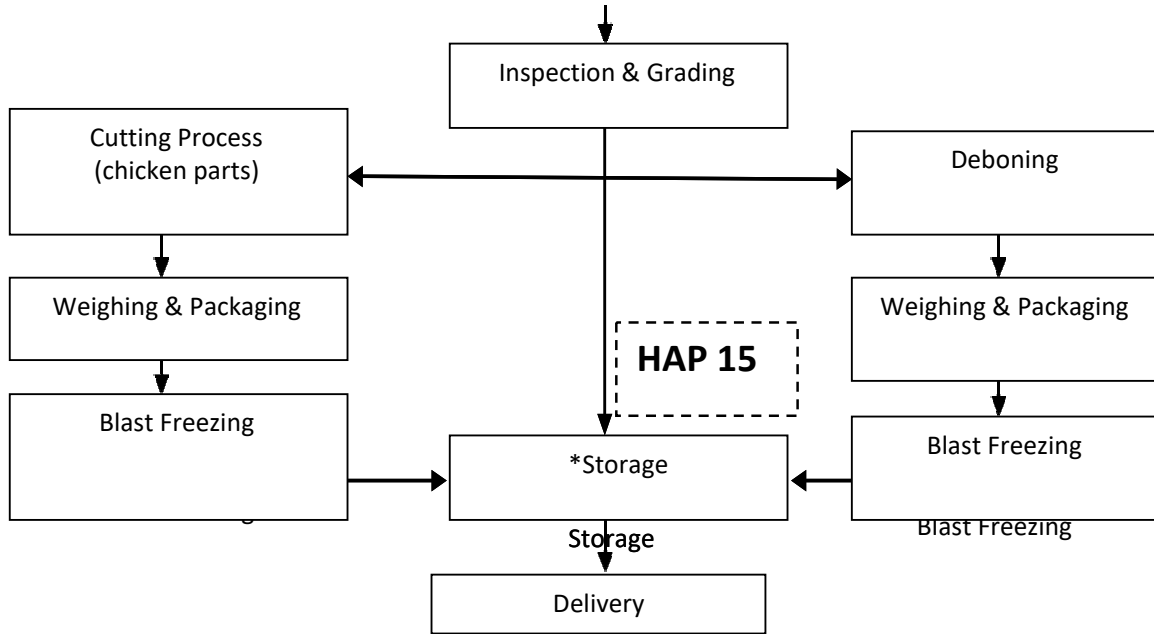 Inspection & Grading
Cutting Process
(chicken parts)
Deboning
Weighing & Packaging
Weighing & Packaging
HAP 15
Blast Freezing
Blast Freezing
*Storage
Blast Freezing
Storage
Delivery